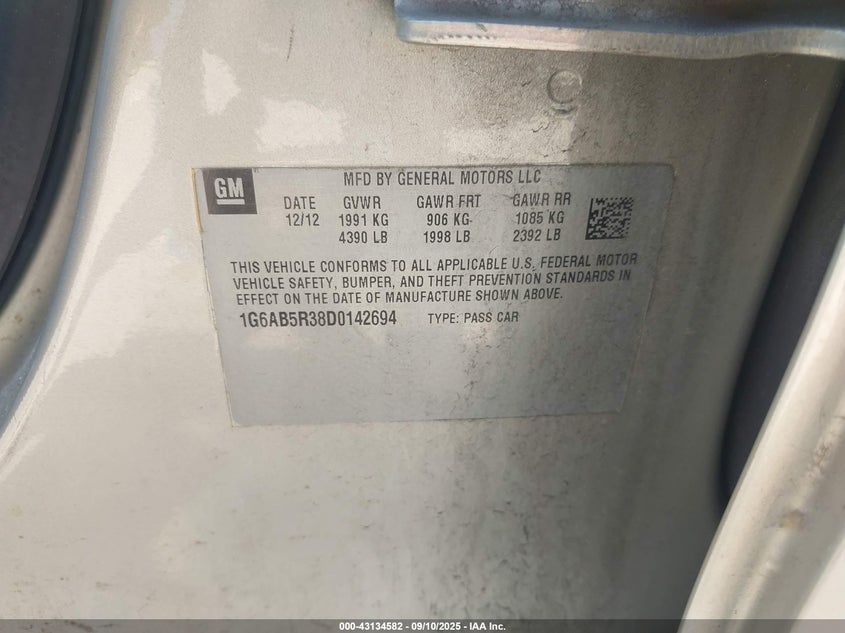 GM
MFD BY GENERAL MOTORS LLC
DATE GVWR GAWR FRT GAWR RR
12/12 1991 KG 906 KG 1085 KG
4390 LB 1998 LB 2392 LB
THIS VEHICLE CONFORMS TO ALL APPLICABLE U.S. FEDERAL MOTOR
VEHICLE SAFETY, BUMPER, AND THEFT PREVENTION STANDARDS IN
EFFECT ON THE DATE OF MANUFACTURE SHOWN ABOVE.
1G6AB5R38D0142694 TYPE: PASS CAR
000-43134582 - 09/10/2025 - IAA Inc.